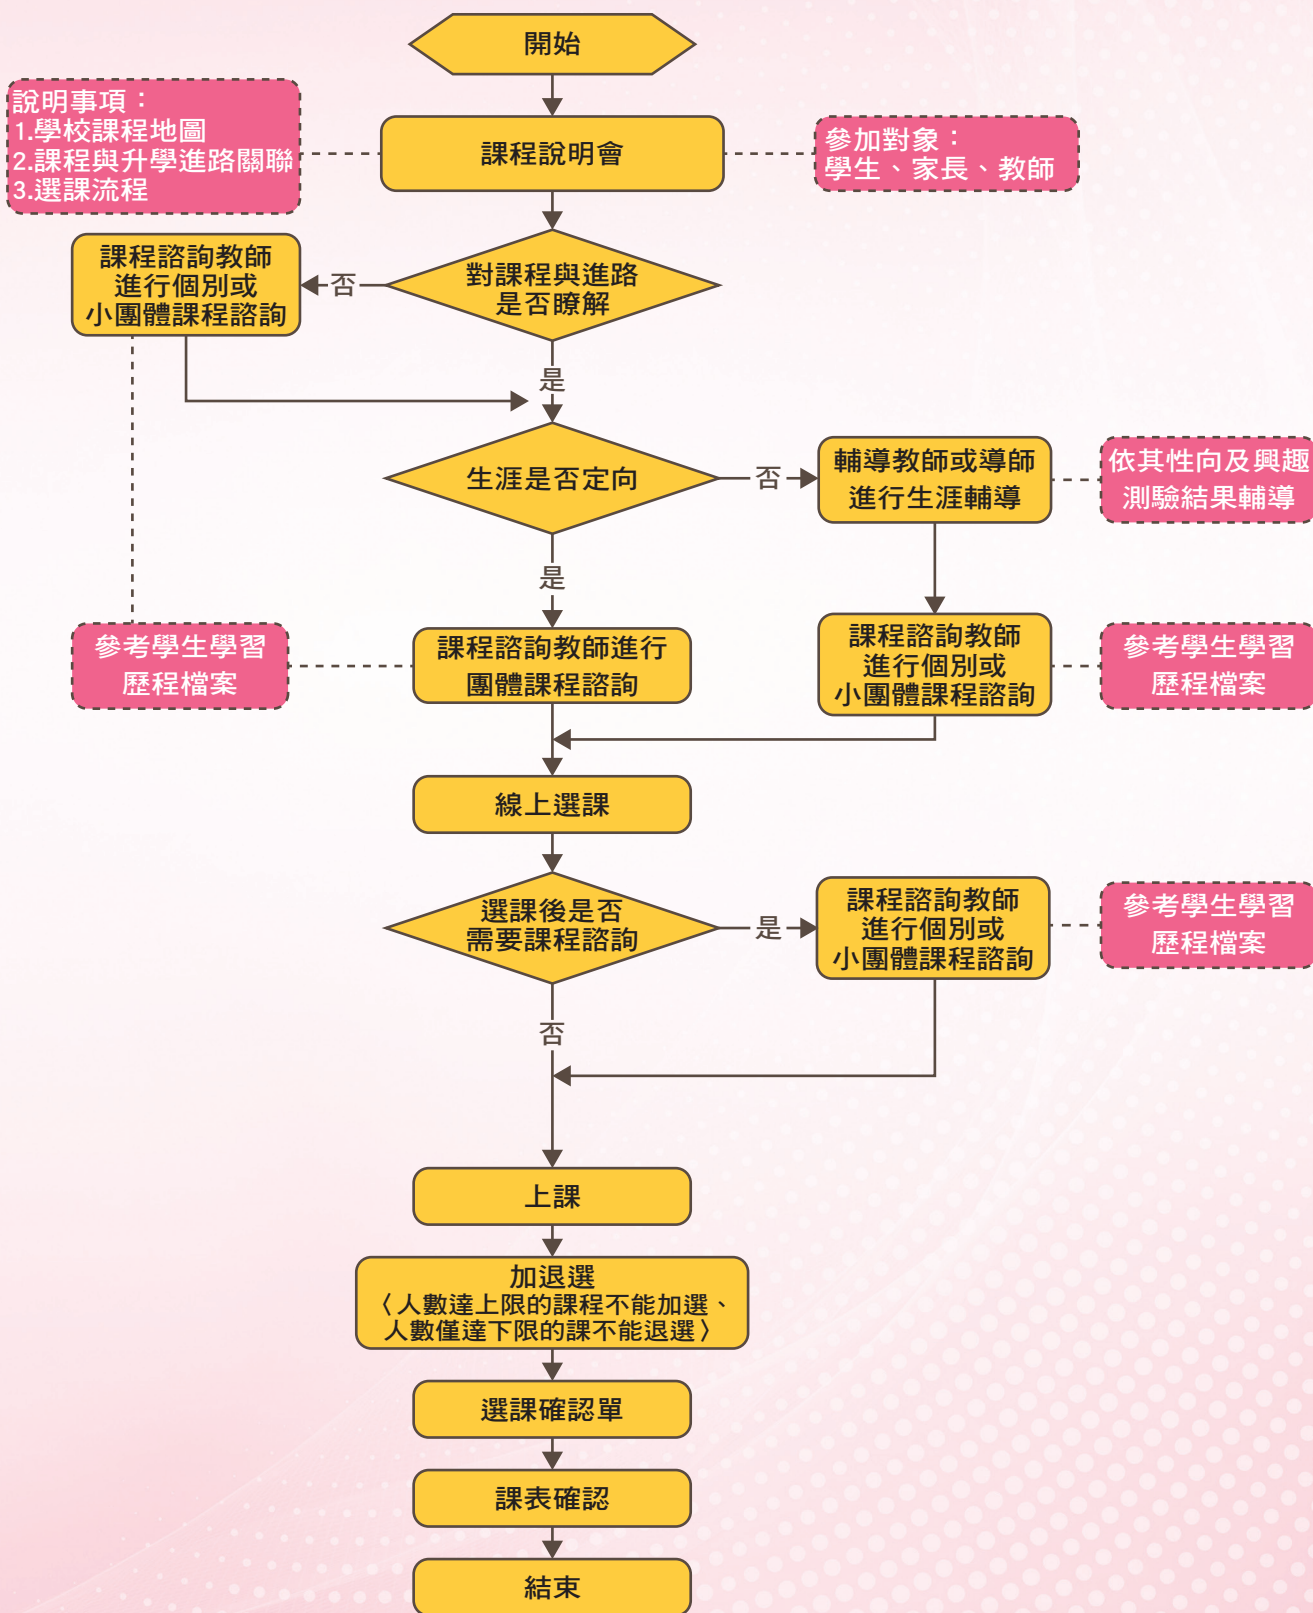 開始
說明事項：
1.學校課程地圖
2.課程與升學進路關聯
3.選課流程
課程說明會
參加對象：
學生、家長、教師
課程諮詢教師
進行個別或
小團體課程諮詢
否
對課程與進路
是否瞭解
是
生涯是否定向
否
輔導教師或導師
進行生涯輔導
依其性向及興趣
測驗結果輔導
是
參考學生學習
歷程檔案
課程諮詢教師進行
團體課程諮詢
課程諮詢教師
進行個別或
小團體課程諮詢
參考學生學習
歷程檔案
線上選課
選課後是否
需要課程諮詢
是
課程諮詢教師
進行個別或
小團體課程諮詢
參考學生學習
歷程檔案
否
上課
加退選
〈人數達上限的課程不能加選、
人數僅達下限的課不能退選〉
選課確認單
課表確認
結束